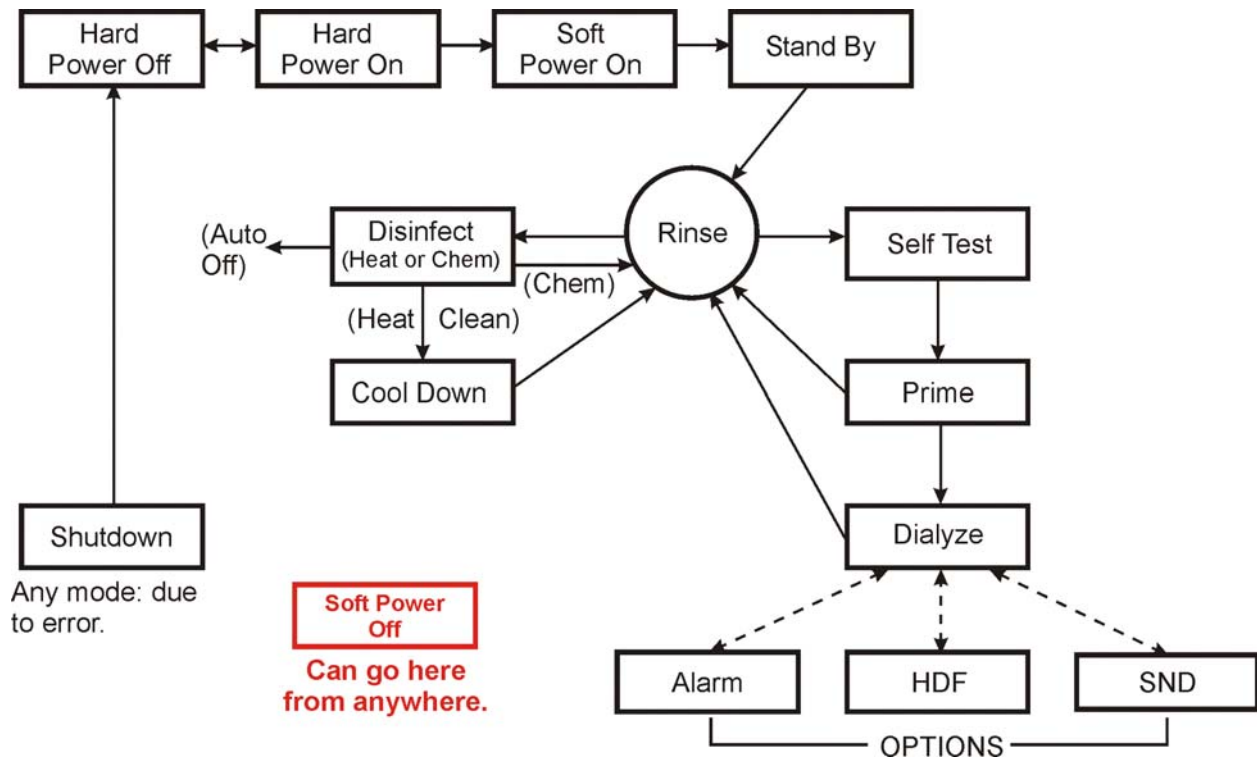 Hard
Power Off
Hard
Power On
Soft
Power On
Stand By
(Auto
Off)
Disinfect
(Heat or Chem)
Rinse
Self Test
(Chem)
(Heat Clean)
Cool Down
Prime
Shutdown
Any mode: due
to error.
Dialyze
Soft Power
Off
Can go here
from anywhere.
Alarm
HDF
SND
OPTIONS